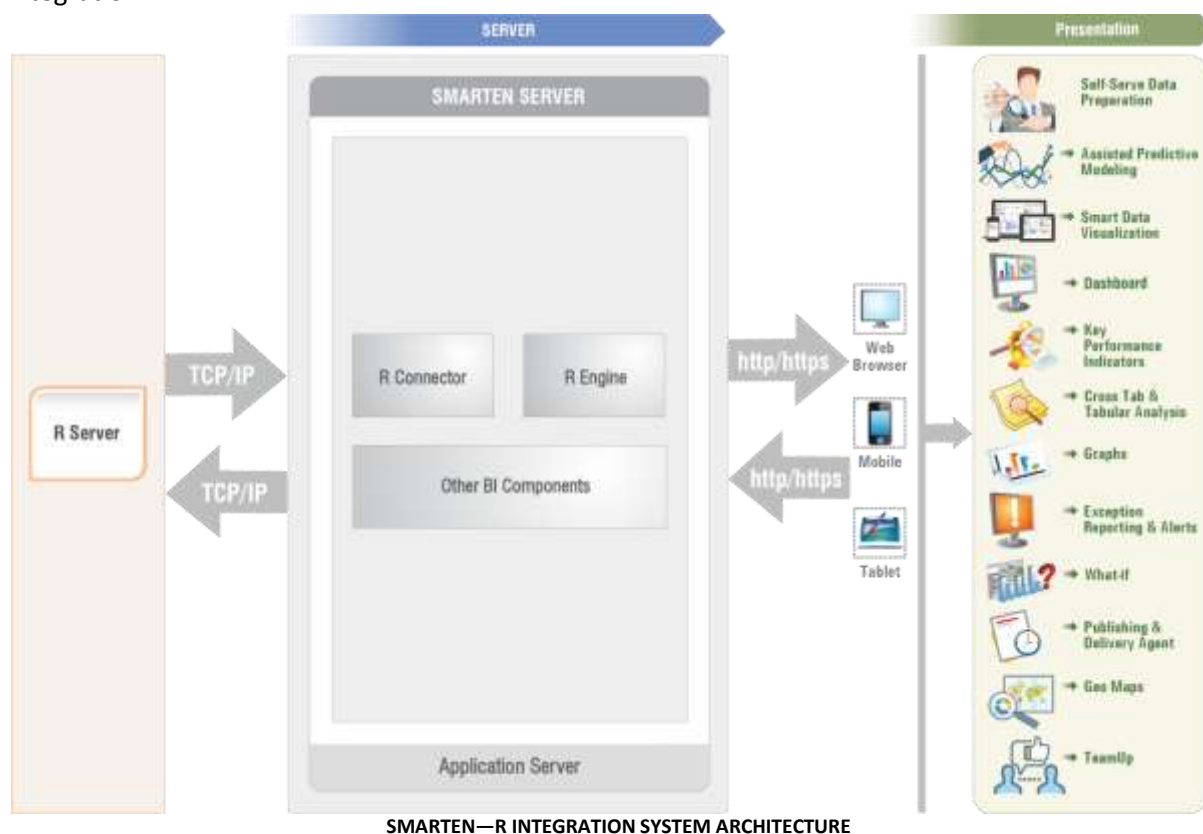 SERVER
Presentation
SMARTEN SERVER
R Connector
R Engine
Other BI Components
Application Server
R Server
TCP/IP
TCP/IP
http/https
http/https
Web
Browser
Mobile
Tablet
Self-Serve Data
Preparation
→ Assisted Predictive
Modeling
→ Smart Data
Visualization
→ Dashboard
→ Key
Performance
Indicators
→ Cross Tab &
Tabular Analysis
→ Graphs
→ Exception
Reporting & Alerts
→ What-if
→ Publishing &
Delivery Agent
→ Geo Maps
→ TeamUp
SMARTEN—R INTEGRATION SYSTEM ARCHITECTURE